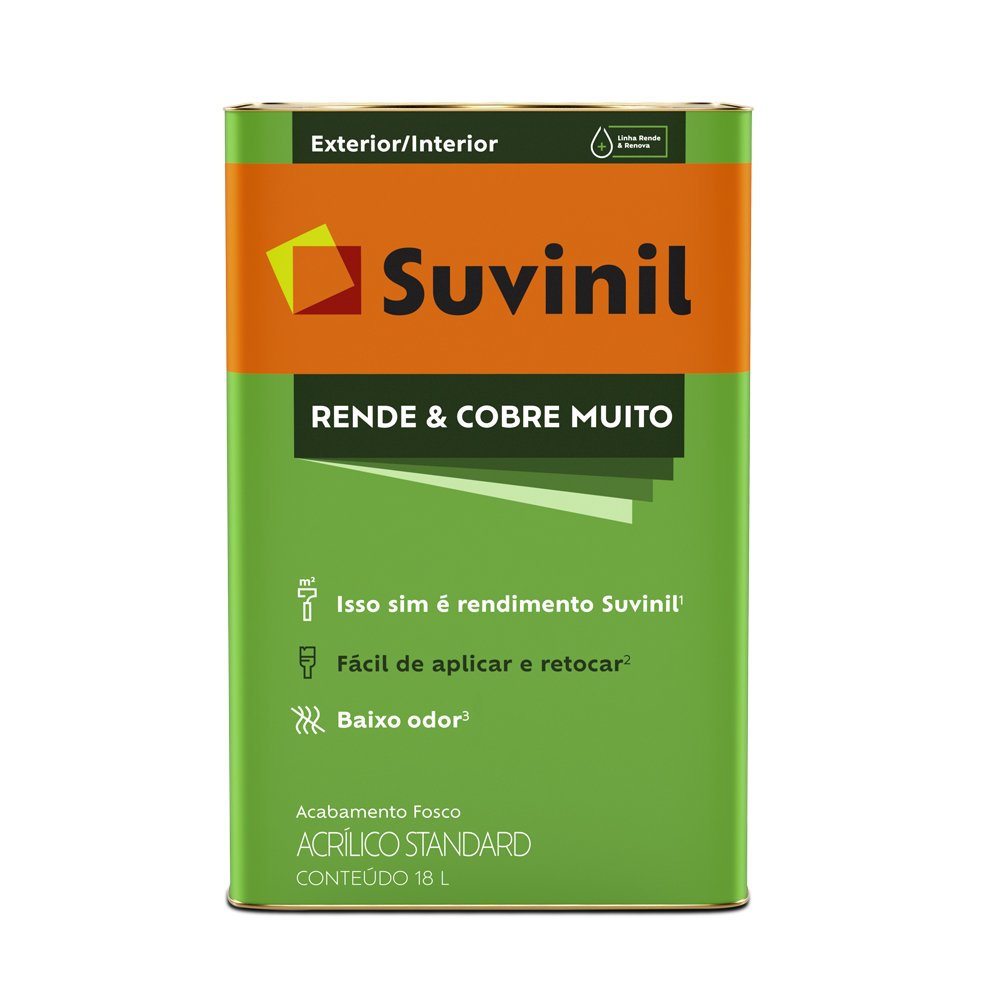 Exterior/Interior
Linha Rende
& Renova
Suvinil
RENDE & COBRE MUITO
m²
Isso sim é rendimento Suvinil¹
Fácil de aplicar e retocar²
Baixo odor³
Acabamento Fosco
ACRÍLICO STANDARD
CONTEÚDO 18 L